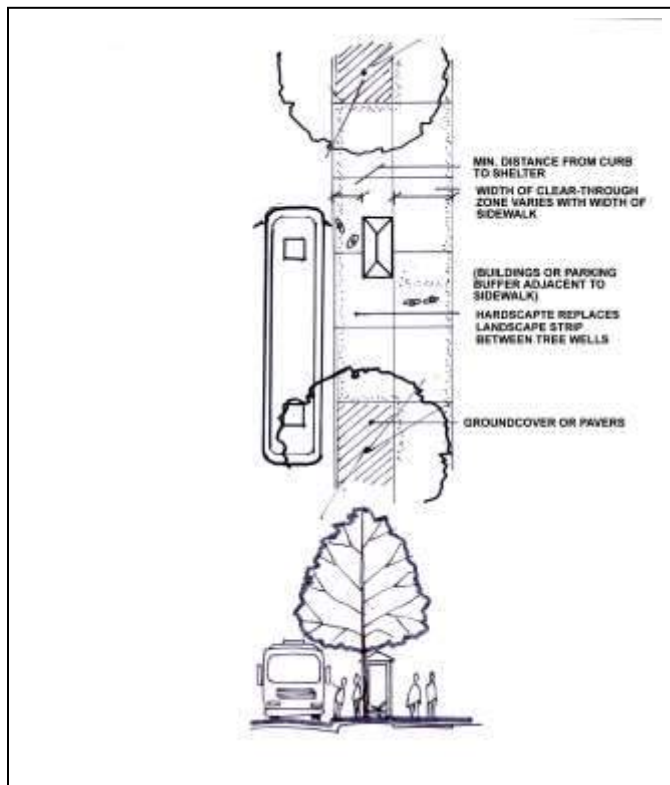 MIN. DISTANCE FROM CURB
TO SHELTER
WIDTH OF CLEAR-THROUGH
ZONE VARIES WITH WIDTH OF
SIDEWALK
(BUILDINGS OR PARKING
BUFFER ADJACENT TO
SIDEWALK)
HARDSCAPTE REPLACES
LANDSCAPE STRIP
BETWEEN TREE WELLS
GROUNDCOVER OR PAVERS